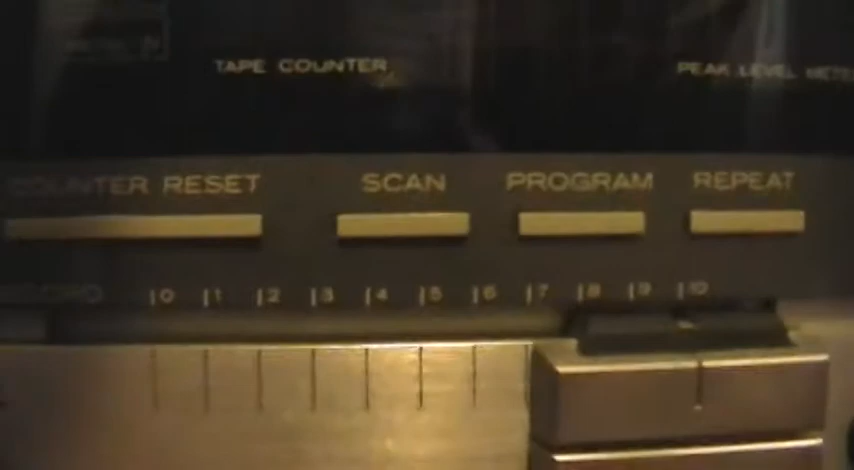 TAPE COUNTER
PEAK LEVEL METER
COUNTER RESET
SCAN
PROGRAM
REPEAT
RECORD
0 1 2 3 4 5 6 7 8 9 10